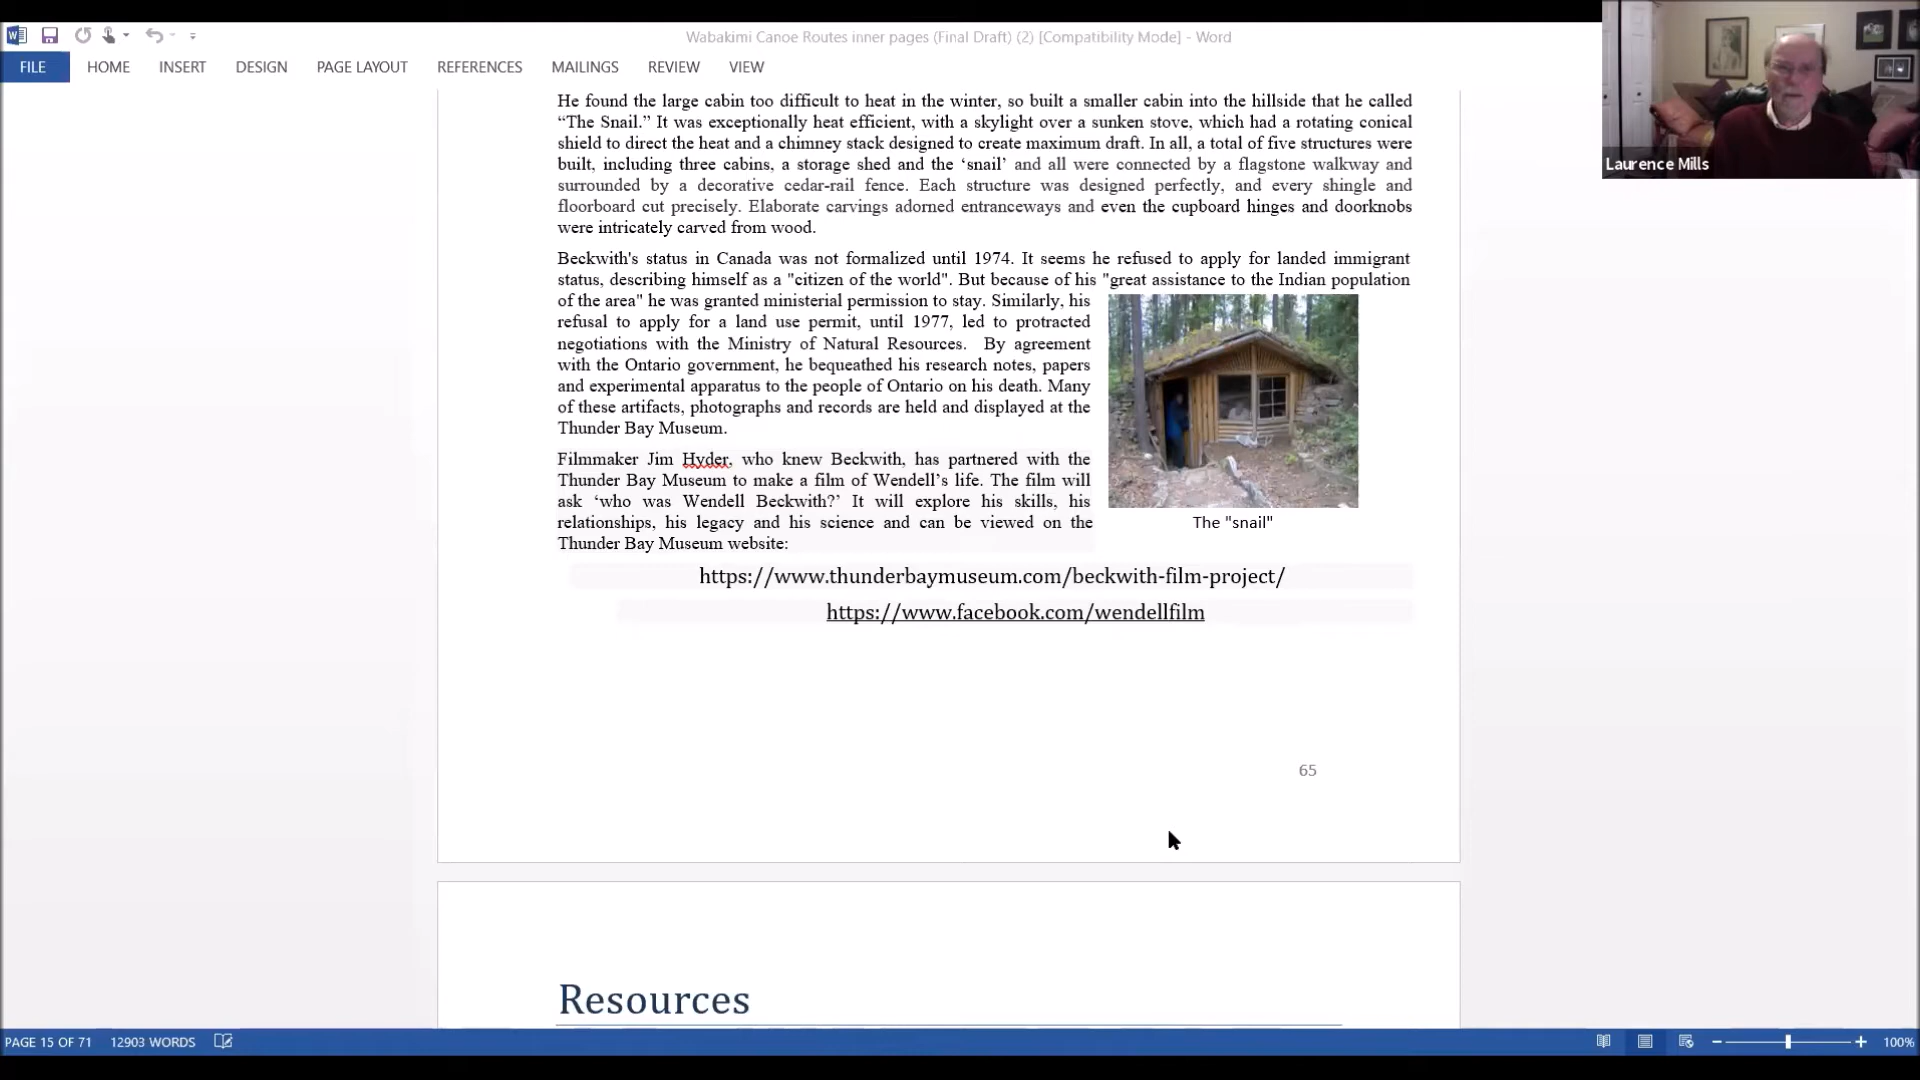 Wabakimi Canoe Routes inner pages (Final Draft) (2) [Compatibility Mode] - Word
FILE HOME INSERT DESIGN PAGE LAYOUT REFERENCES MAILINGS REVIEW VIEW
Laurence Mills
He found the large cabin too difficult to heat in the winter, so built a smaller cabin into the hillside that he called
“The Snail.” It was exceptionally heat efficient, with a skylight over a sunken stove, which had a rotating conical
shield to direct the heat and a chimney stack designed to create maximum draft. In all, a total of five structures were
built, including three cabins, a storage shed and the ‘snail’ and all were connected by a flagstone walkway and
surrounded by a decorative cedar-rail fence. Each structure was designed perfectly, and every shingle and
floorboard cut precisely. Elaborate carvings adorned entranceways and even the cupboard hinges and doorknobs
were intricately carved from wood.
Beckwith's status in Canada was not formalized until 1974. It seems he refused to apply for landed immigrant
status, describing himself as a "citizen of the world". But because of his "great assistance to the Indian population
of the area" he was granted ministerial permission to stay. Similarly, his
refusal to apply for a land use permit, until 1977, led to protracted
negotiations with the Ministry of Natural Resources. By agreement
with the Ontario government, he bequeathed his research notes, papers
and experimental apparatus to the people of Ontario on his death. Many
of these artifacts, photographs and records are held and displayed at the
Thunder Bay Museum.
Filmmaker Jim Hyder, who knew Beckwith, has partnered with the
Thunder Bay Museum to make a film of Wendell’s life. The film will
ask ‘who was Wendell Beckwith?’ It will explore his skills, his
relationships, his legacy and his science and can be viewed on the
Thunder Bay Museum website:
The "snail"
https://www.thunderbaymuseum.com/beckwith-film-project/
https://www.facebook.com/wendellfilm
65
Resources
PAGE 15 OF 71 12903 WORDS 100%